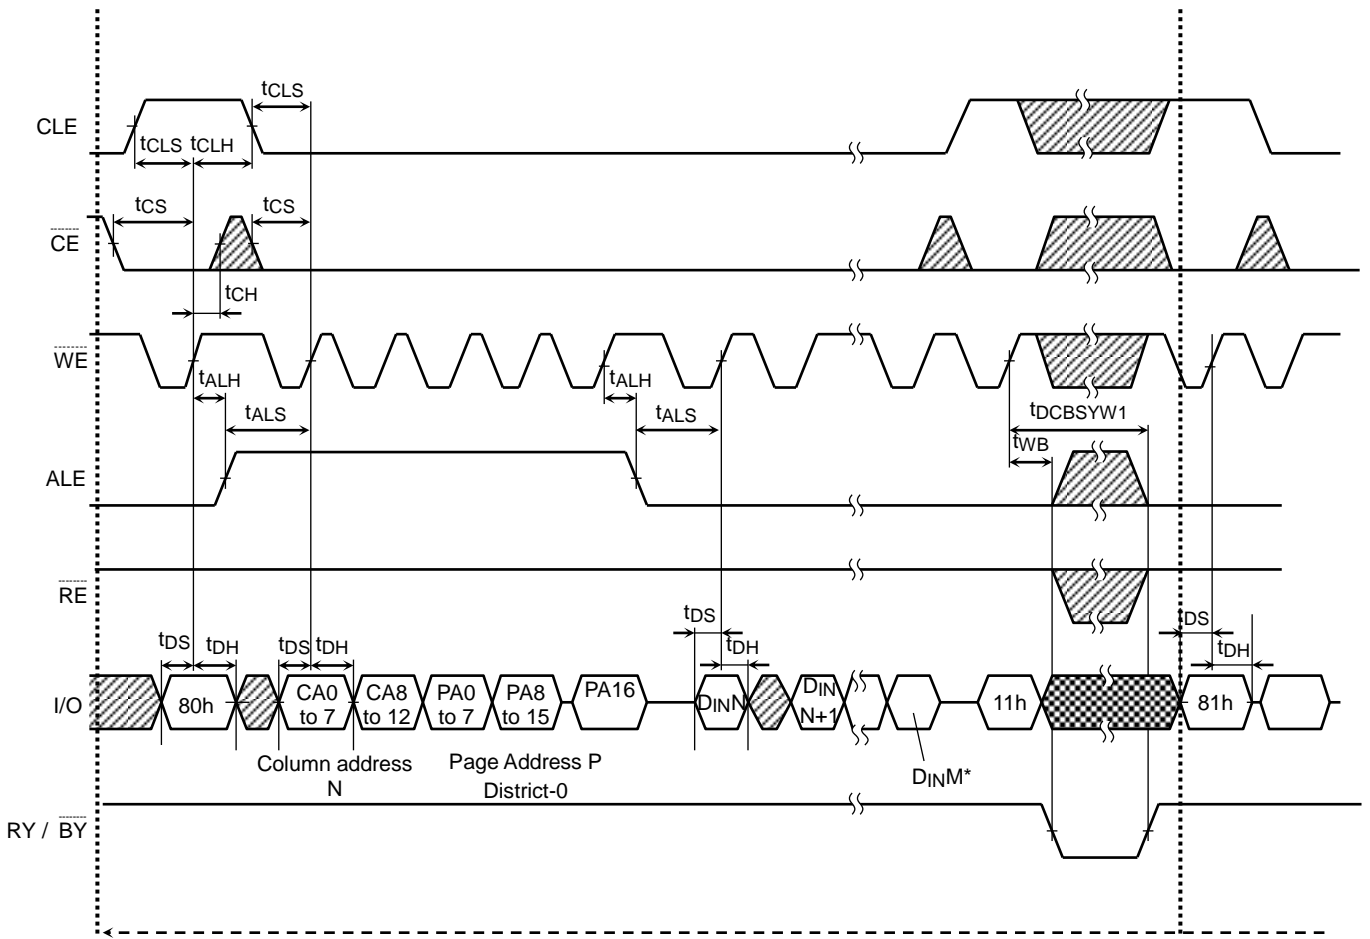 tCLS
CLE
tCLS tCLH
tCS tCS
CE
tCH
WE
tALH tALH
tALS tALS
tDCBSYW1
tWB
ALE
RE
tDS tDH tDS tDH tDS tDH tDS tDH
I/O
80h
CA0 to 7
CA8 to 12
PA0 to 7
PA8 to 15
PA16
DINN
DIN N+1
11h
81h
Column address N
Page Address P District-0
DINM*
RY / BY